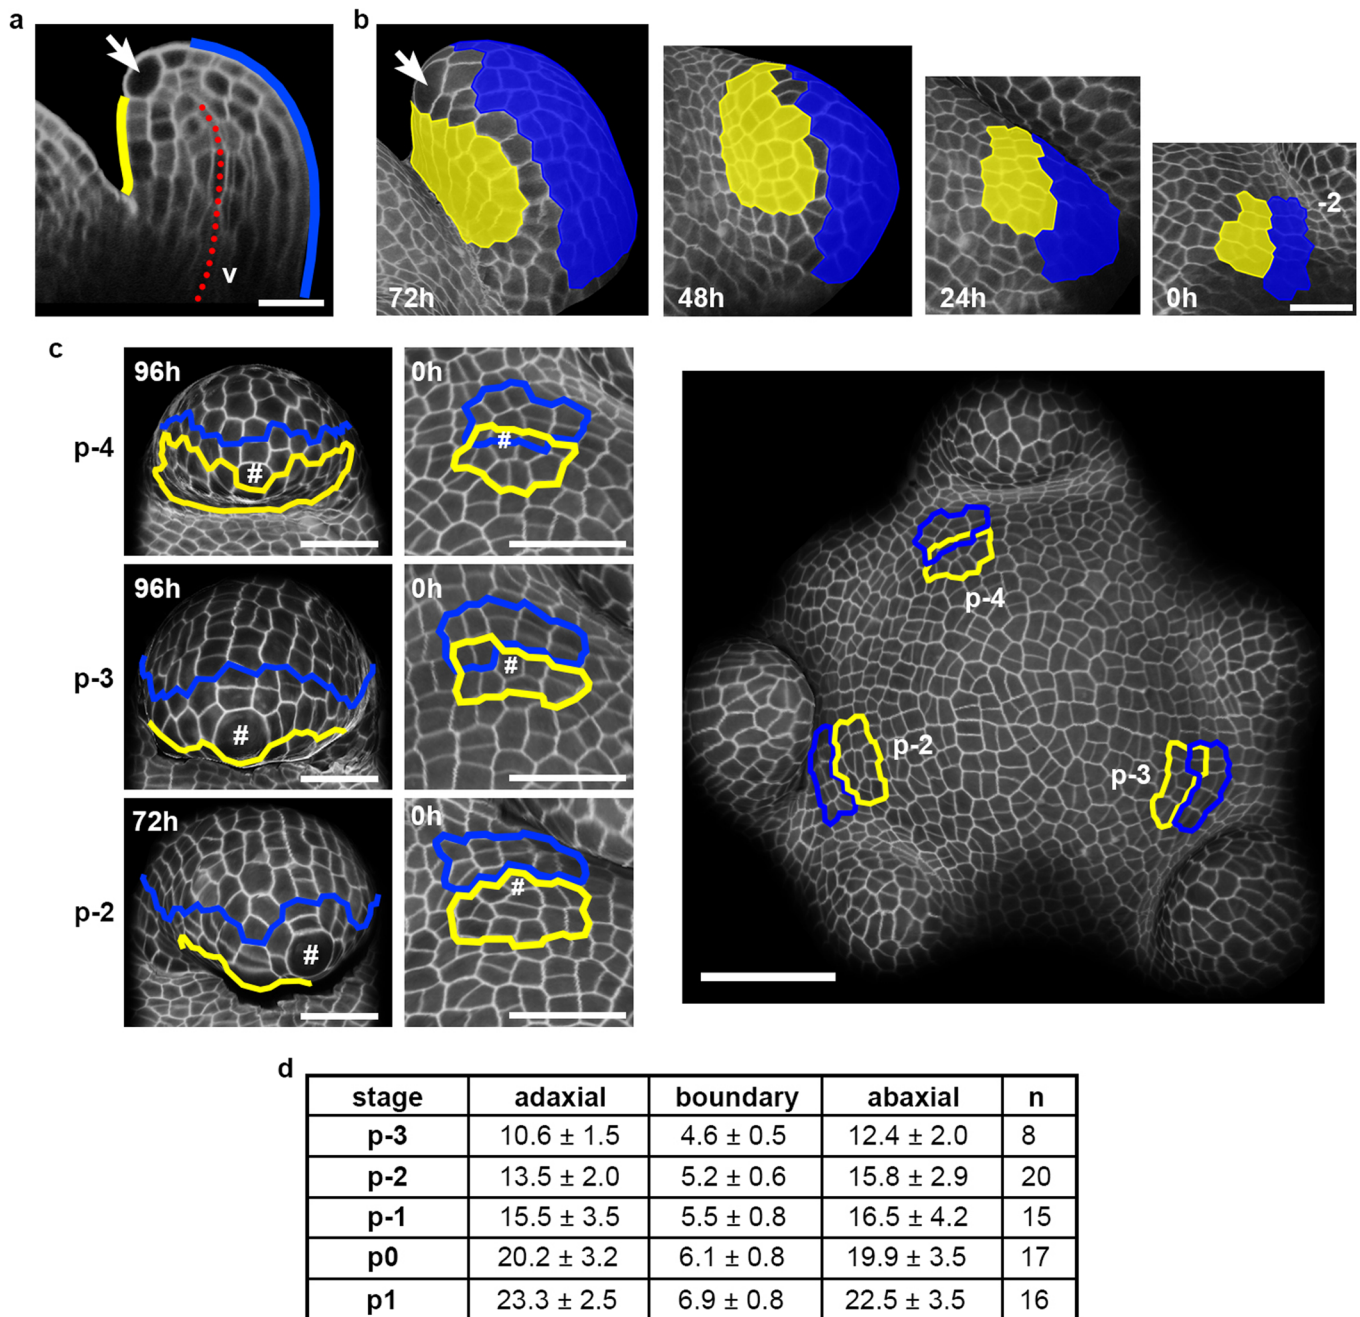 a
b
v
72h
48h
24h
0h
-2
c
p-4
96h
#
0h
#
p-3
96h
#
0h
#
p-2
72h
#
0h
#
p-4
p-2
p-3
d
stage adaxial boundary abaxial n
p-3 10.6 ± 1.5 4.6 ± 0.5 12.4 ± 2.0 8
p-2 13.5 ± 2.0 5.2 ± 0.6 15.8 ± 2.9 20
p-1 15.5 ± 3.5 5.5 ± 0.8 16.5 ± 4.2 15
p0 20.2 ± 3.2 6.1 ± 0.8 19.9 ± 3.5 17
p1 23.3 ± 2.5 6.9 ± 0.8 22.5 ± 3.5 16